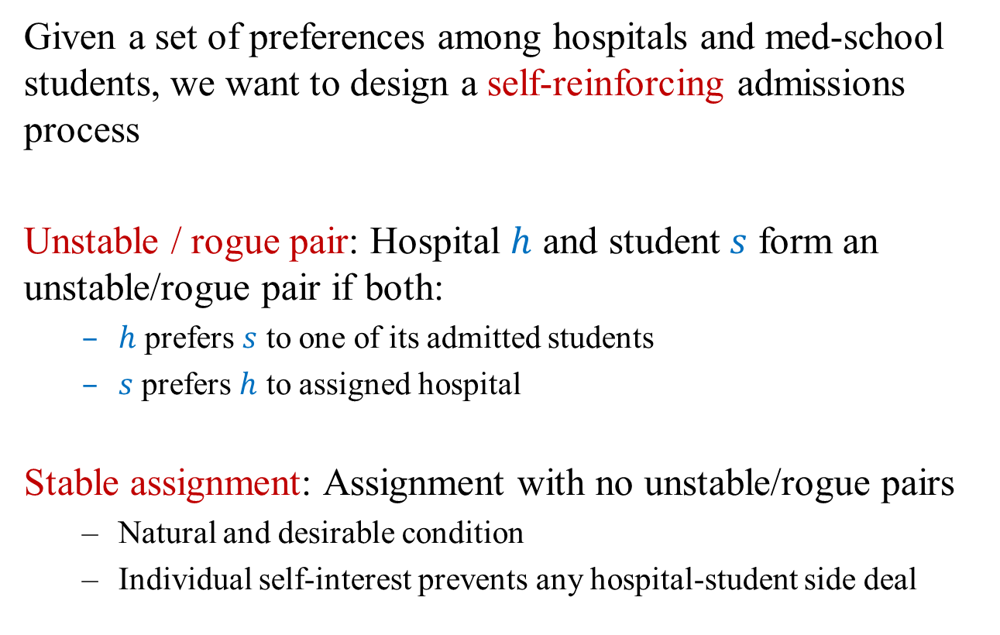 Given a set of preferences among hospitals and med-school
students, we want to design a self-reinforcing admissions
process
Unstable / rogue pair: Hospital h and student s form an
unstable/rogue pair if both:
– h prefers s to one of its admitted students
– s prefers h to assigned hospital
Stable assignment: Assignment with no unstable/rogue pairs
– Natural and desirable condition
– Individual self-interest prevents any hospital-student side deal